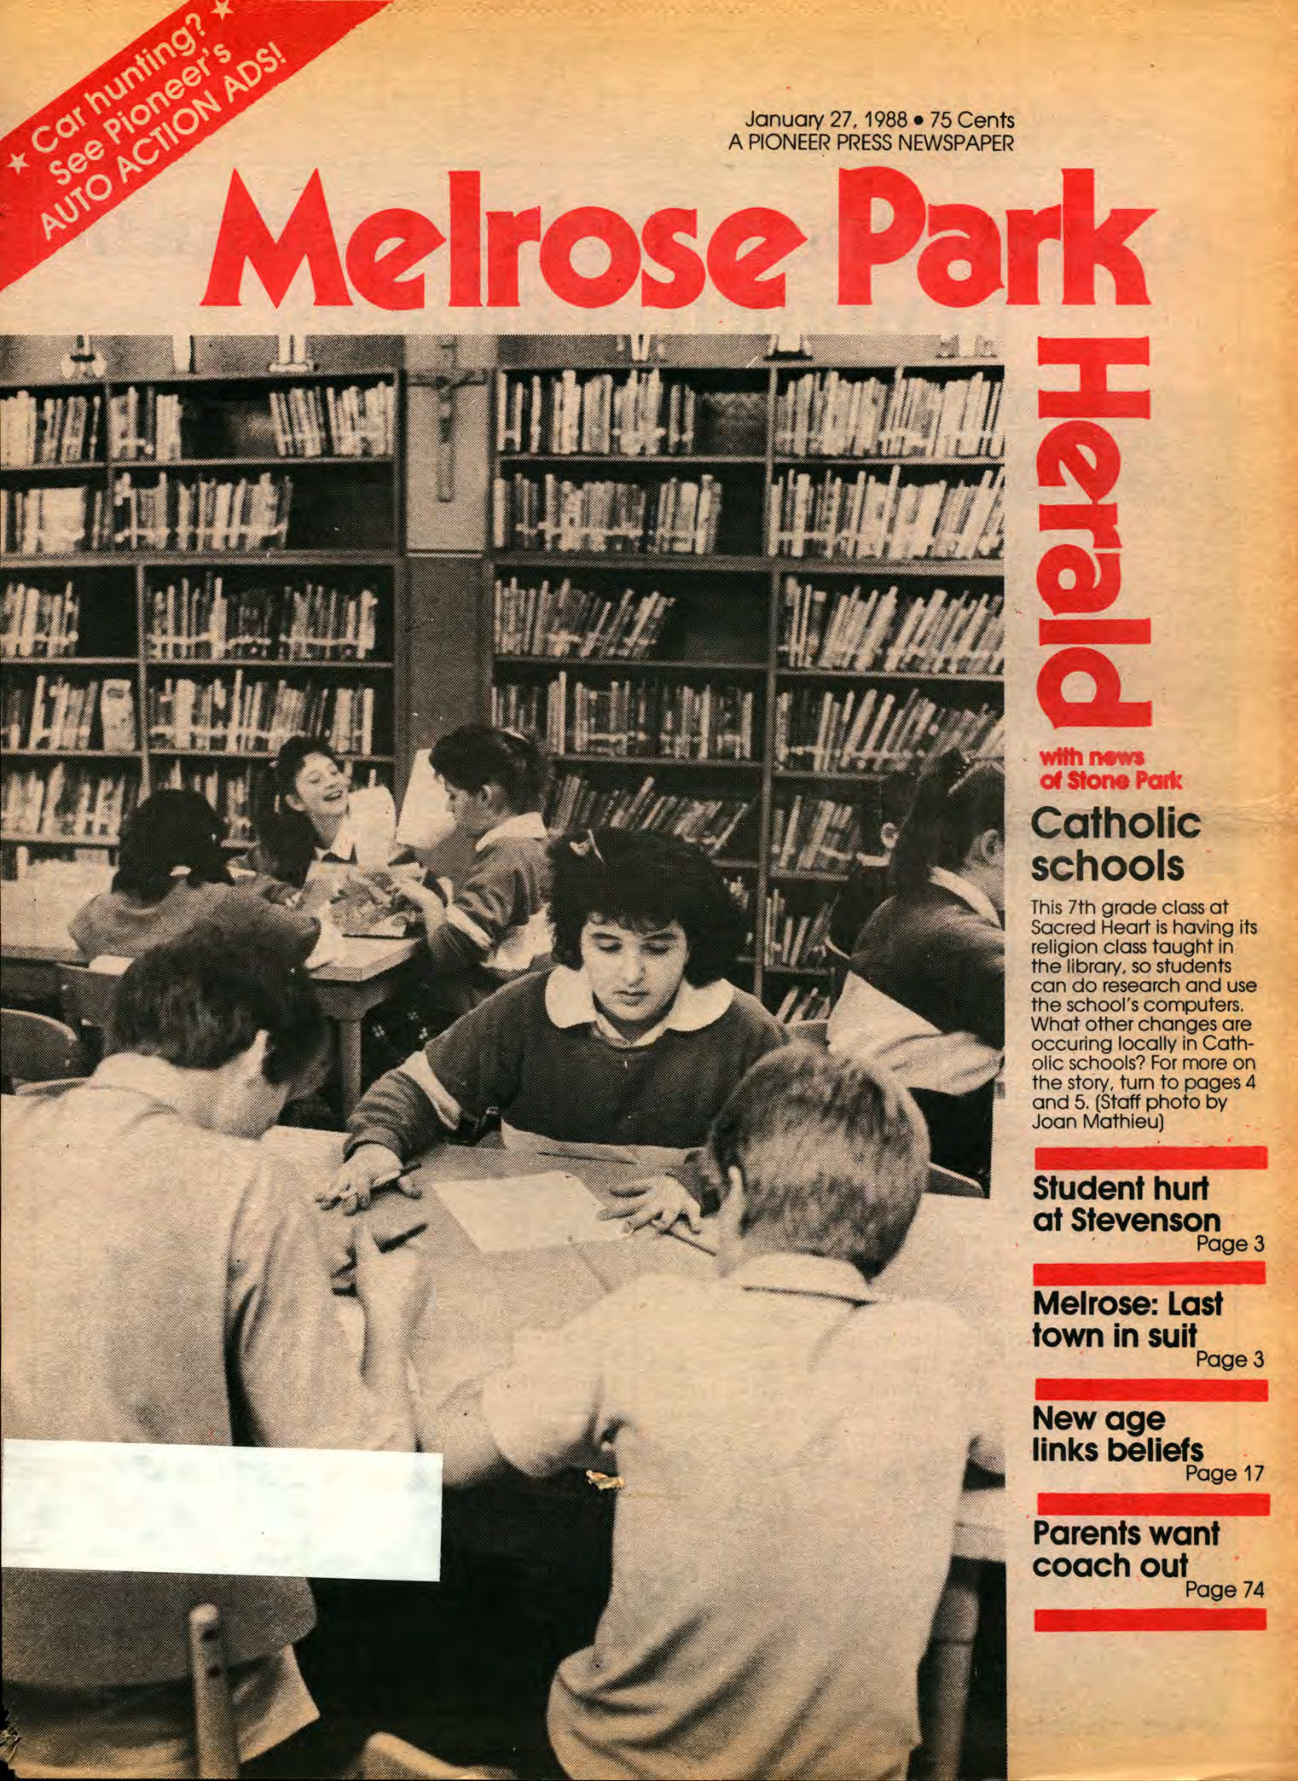 ★ Car hunting? ★
See Pioneer's
AUTO ACTION ADS!
January 27, 1988 • 75 Cents
A PIONEER PRESS NEWSPAPER
Melrose Park
Herald
with news
of Stone Park
Catholic
schools
This 7th grade class at
Sacred Heart is having its
religion class taught in
the library, so students
can do research and use
the school's computers.
What other changes are
occuring locally in Cath-
olic schools? For more on
the story, turn to pages 4
and 5. (Staff photo by
Joan Mathieu)
Student hurt
at Stevenson
Page 3
Melrose: Last
town in suit
Page 3
New age
links beliefs
Page 17
Parents want
coach out
Page 74